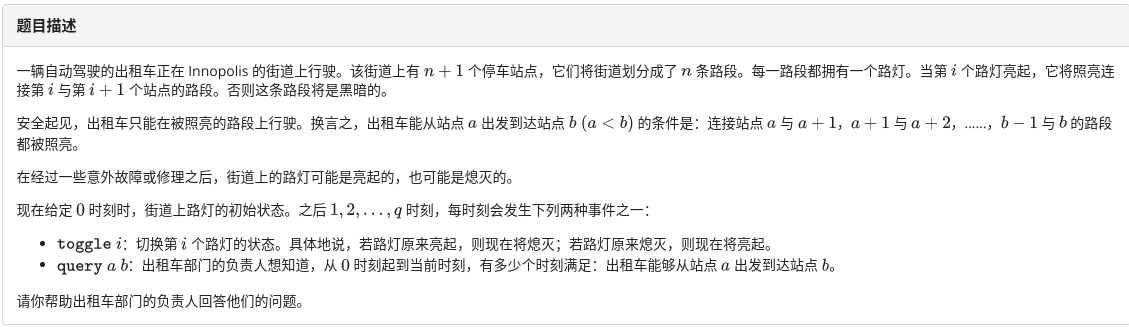 题目描述
一辆自动驾驶的出租车正在 Innopolis 的街道上行驶。该街道上有 n + 1 个停车站点，它们将街道划分成了 n 条路段。每一路段都拥有一个路灯。当第 i 个路灯亮起，它将照亮连
接第 i 与第 i + 1 个站点的路段。否则这条路段将是黑暗的。
安全起见，出租车只能在被照亮的路段上行驶。换言之，出租车能从站点 a 出发到达站点 b (a < b) 的条件是：连接站点 a 与 a + 1，a + 1 与 a + 2，……，b − 1 与 b 的路段
都被照亮。
在经过一些意外故障或修理之后，街道上的路灯可能是亮起的，也可能是熄灭的。
现在给定 0 时刻时，街道上路灯的初始状态。之后 1, 2, . . . , q 时刻，每时刻会发生下列两种事件之一：
• toggle i：切换第 i 个路灯的状态。具体地说，若路灯原来亮起，则现在将熄灭；若路灯原来熄灭，则现在将亮起。
• query a b：出租车部门的负责人想知道，从 0 时刻起到当前时刻，有多少个时刻满足：出租车能够从站点 a 出发到达站点 b。
请你帮助出租车部门的负责人回答他们的问题。